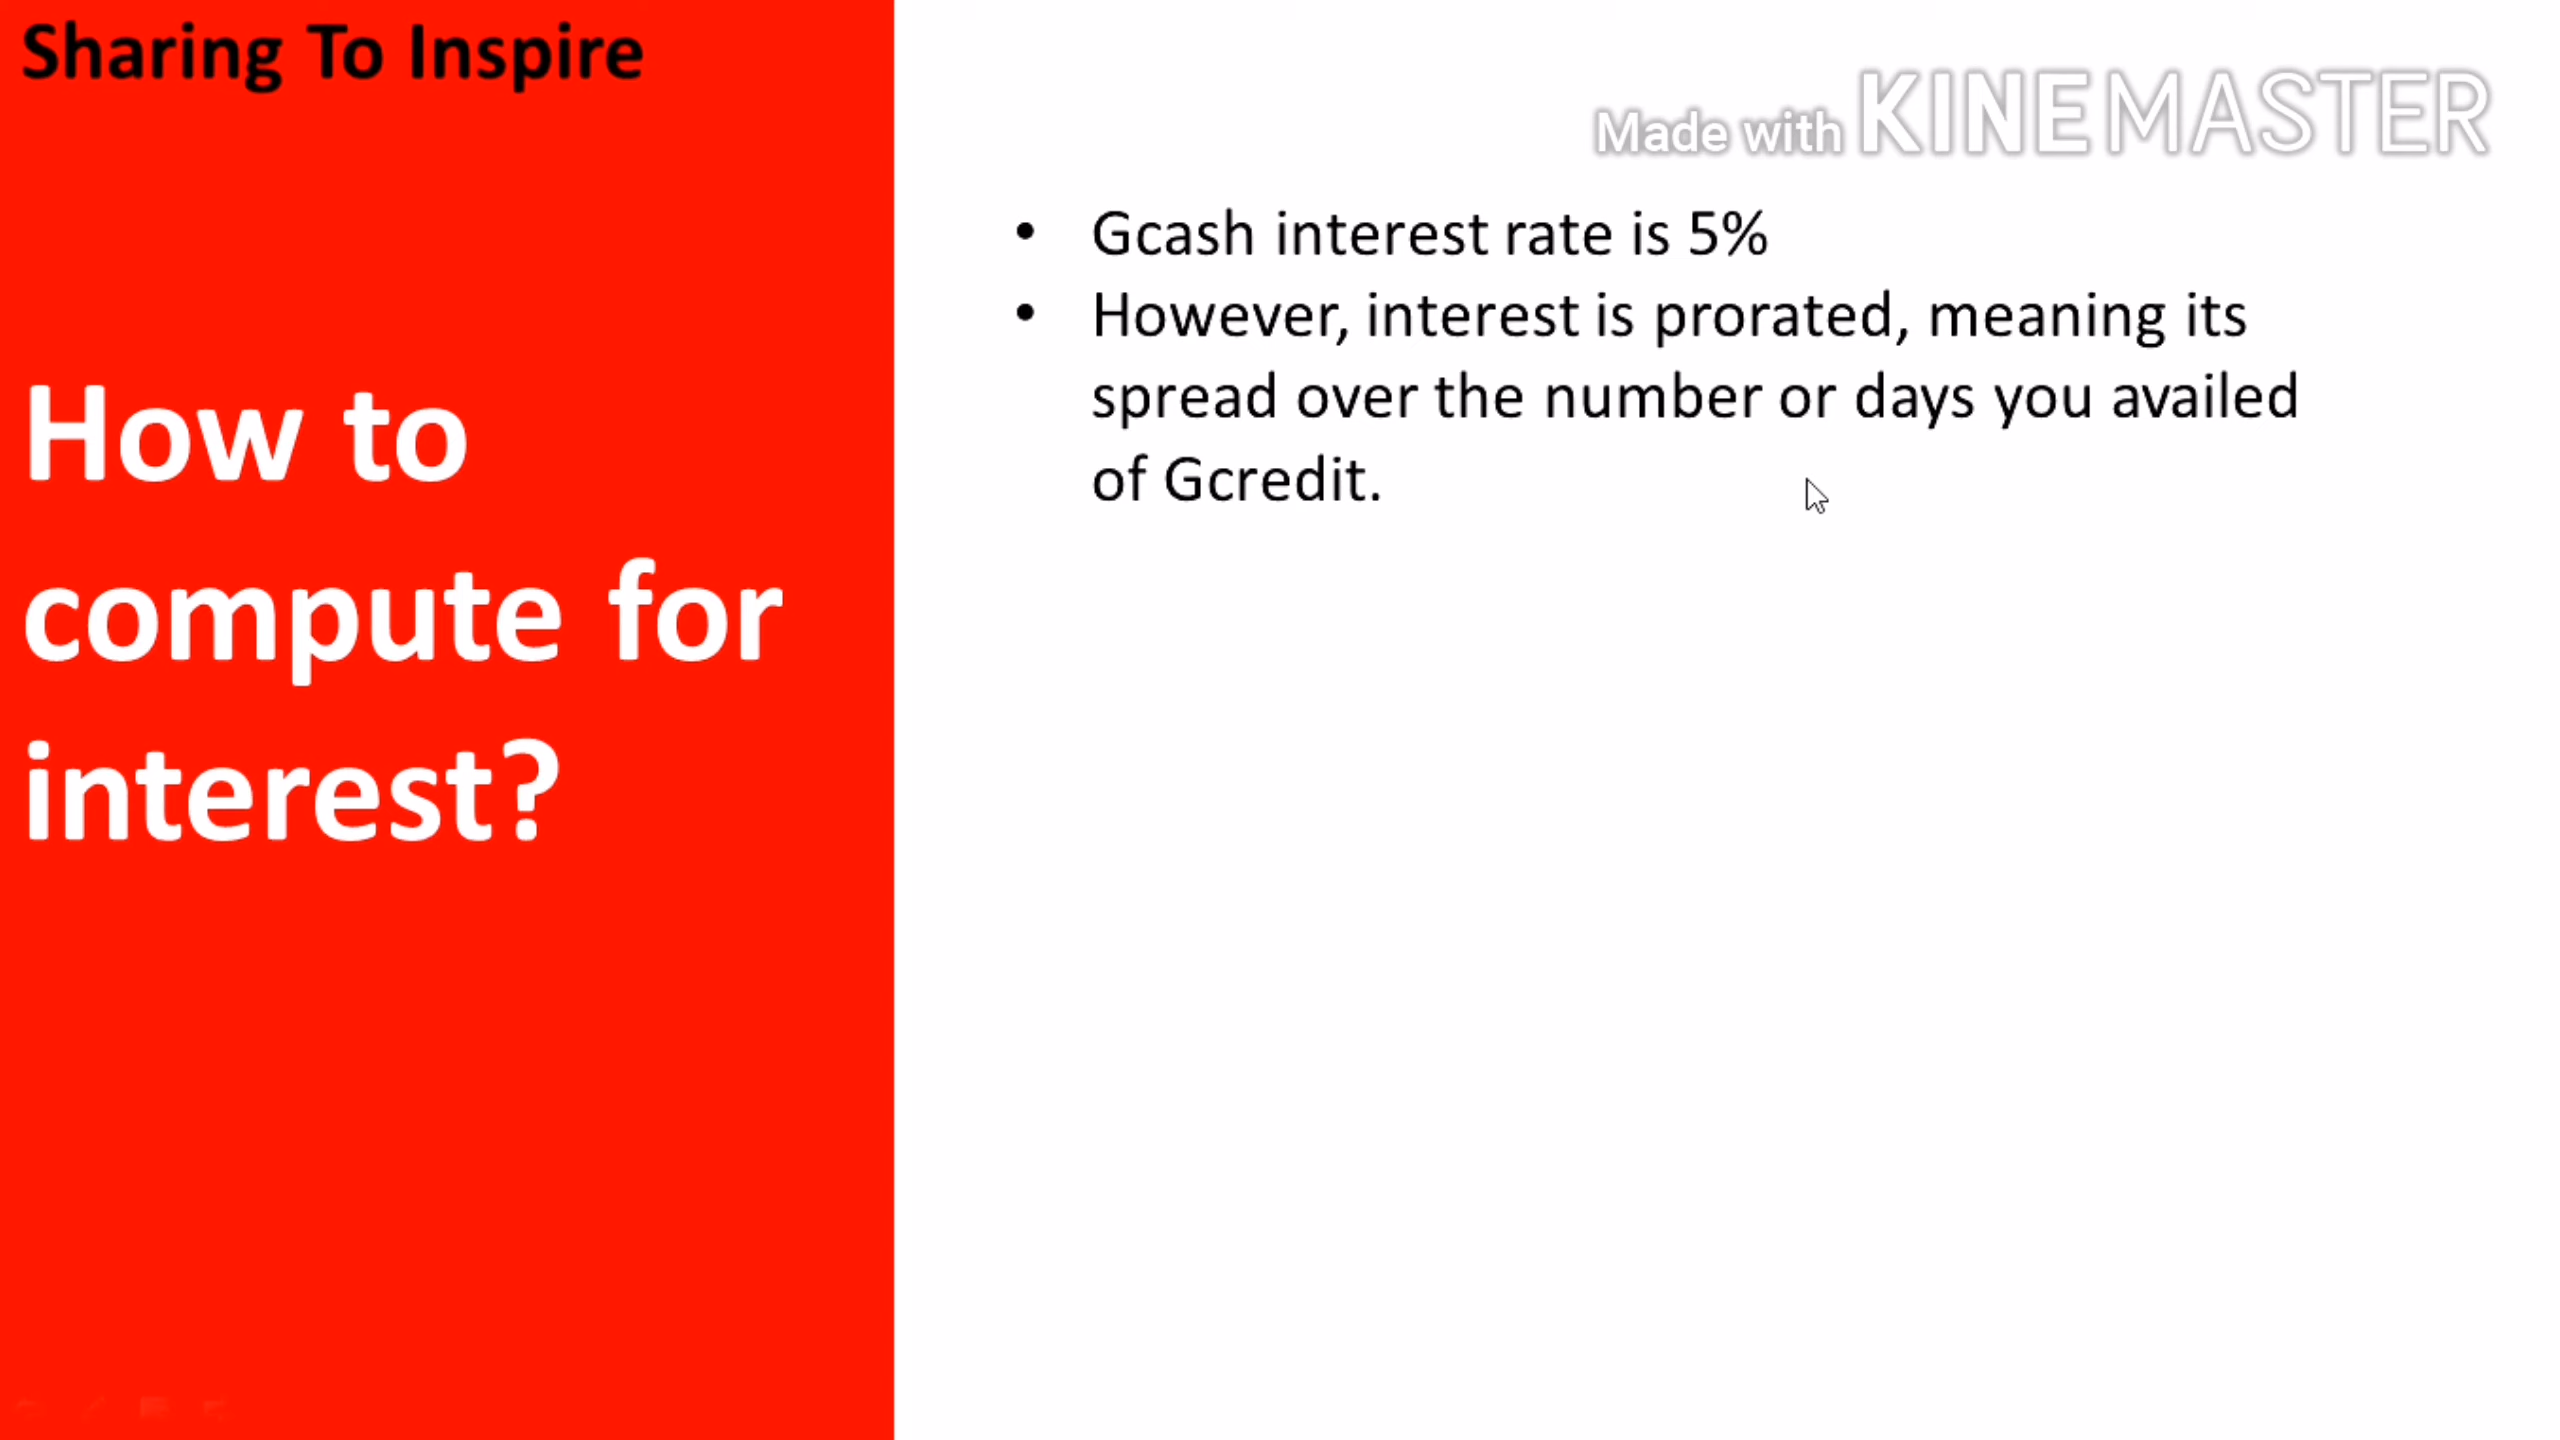 Sharing To Inspire
Made with KINEMASTER
How to
compute for
interest?
• Gcash interest rate is 5%
• However, interest is prorated, meaning its
spread over the number or days you availed
of Gcredit.